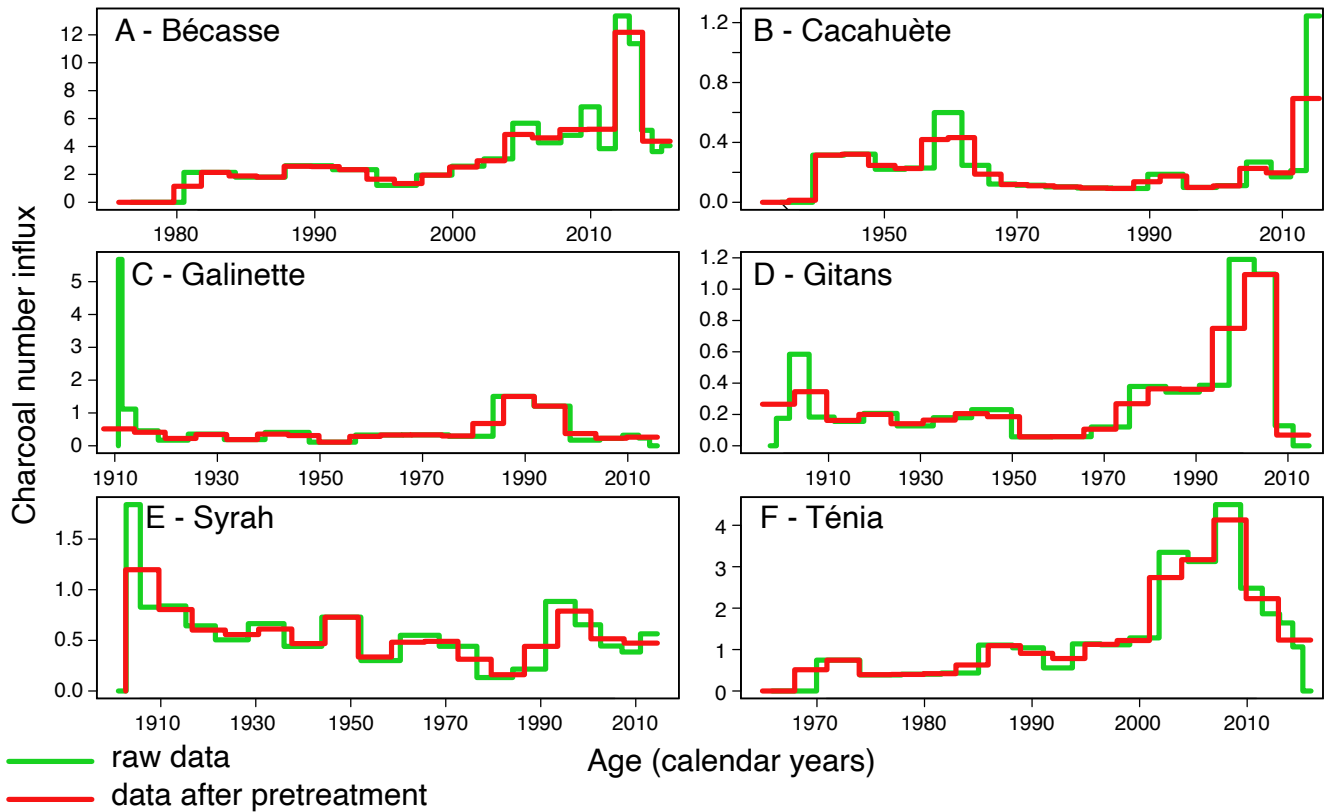 A - Bécasse
12
10
8
6
4
2
0
1980 1990 2000 2010
B - Cacahuète
1.2
0.8
0.4
0.0
1950 1970 1990 2010
C - Galinette
5
4
3
2
1
0
1910 1930 1950 1970 1990 2010
D - Gitans
1.2
1.0
0.8
0.6
0.4
0.2
0.0
1910 1930 1950 1970 1990 2010
E - Syrah
1.5
1.0
0.5
0.0
1910 1930 1950 1970 1990 2010
F - Ténia
4
3
2
1
0
1970 1980 1990 2000 2010
Charcoal number influx
Age (calendar years)
raw data
data after pretreatment